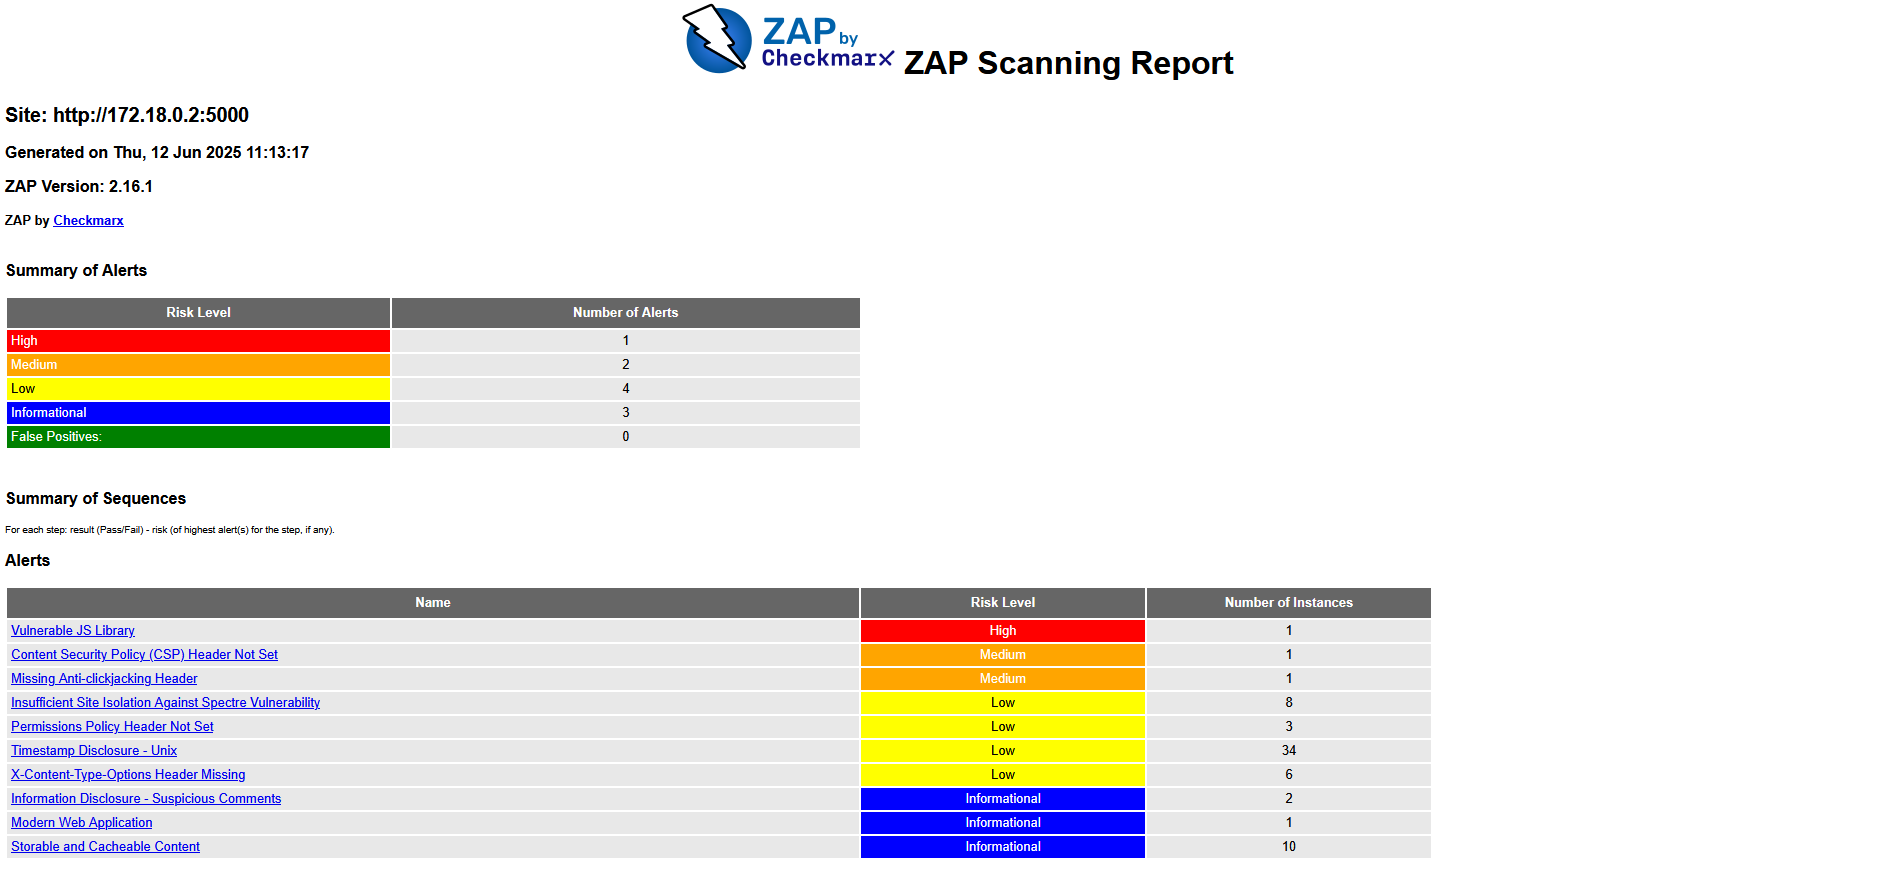 ZAP by
Checkmarx ZAP Scanning Report
Site: http://172.18.0.2:5000
Generated on Thu, 12 Jun 2025 11:13:17
ZAP Version: 2.16.1
ZAP by Checkmarx
Summary of Alerts
Risk Level Number of Alerts
High 1
Medium 2
Low 4
Informational 3
False Positives: 0
Summary of Sequences
For each step: result (Pass/Fail) - risk (of highest alert(s) for the step, if any).
Alerts
Name Risk Level Number of Instances
Vulnerable JS Library High 1
Content Security Policy (CSP) Header Not Set Medium 1
Missing Anti-clickjacking Header Medium 1
Insufficient Site Isolation Against Spectre Vulnerability Low 8
Permissions Policy Header Not Set Low 3
Timestamp Disclosure - Unix Low 34
X-Content-Type-Options Header Missing Low 6
Information Disclosure - Suspicious Comments Informational 2
Modern Web Application Informational 1
Storable and Cacheable Content Informational 10